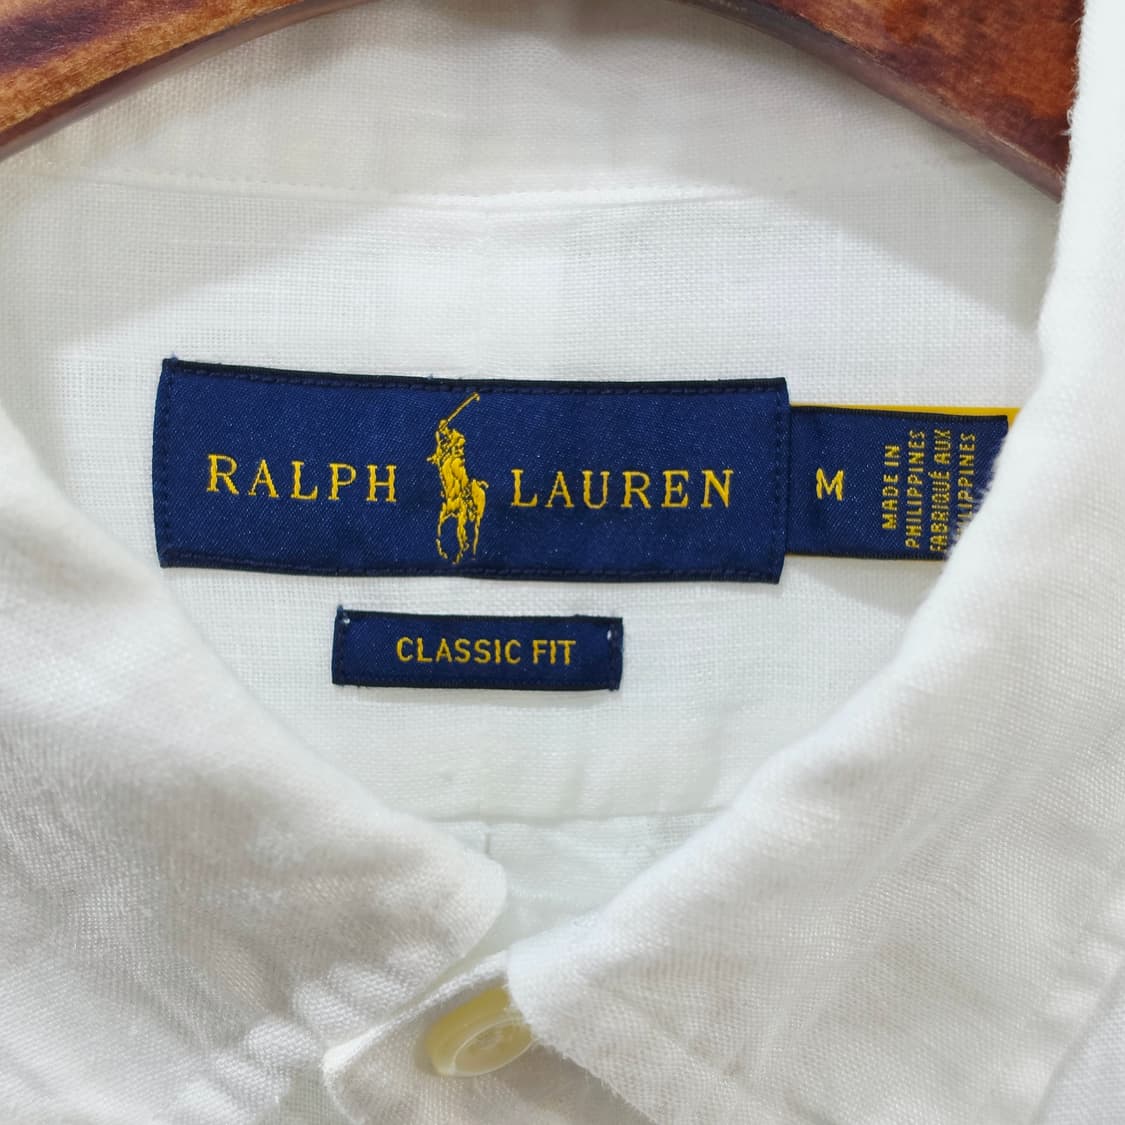 RALPH LAUREN
M
MADE IN
PHILIPPINES
FABRIQUÉ AUX
PHILIPPINES
CLASSIC FIT